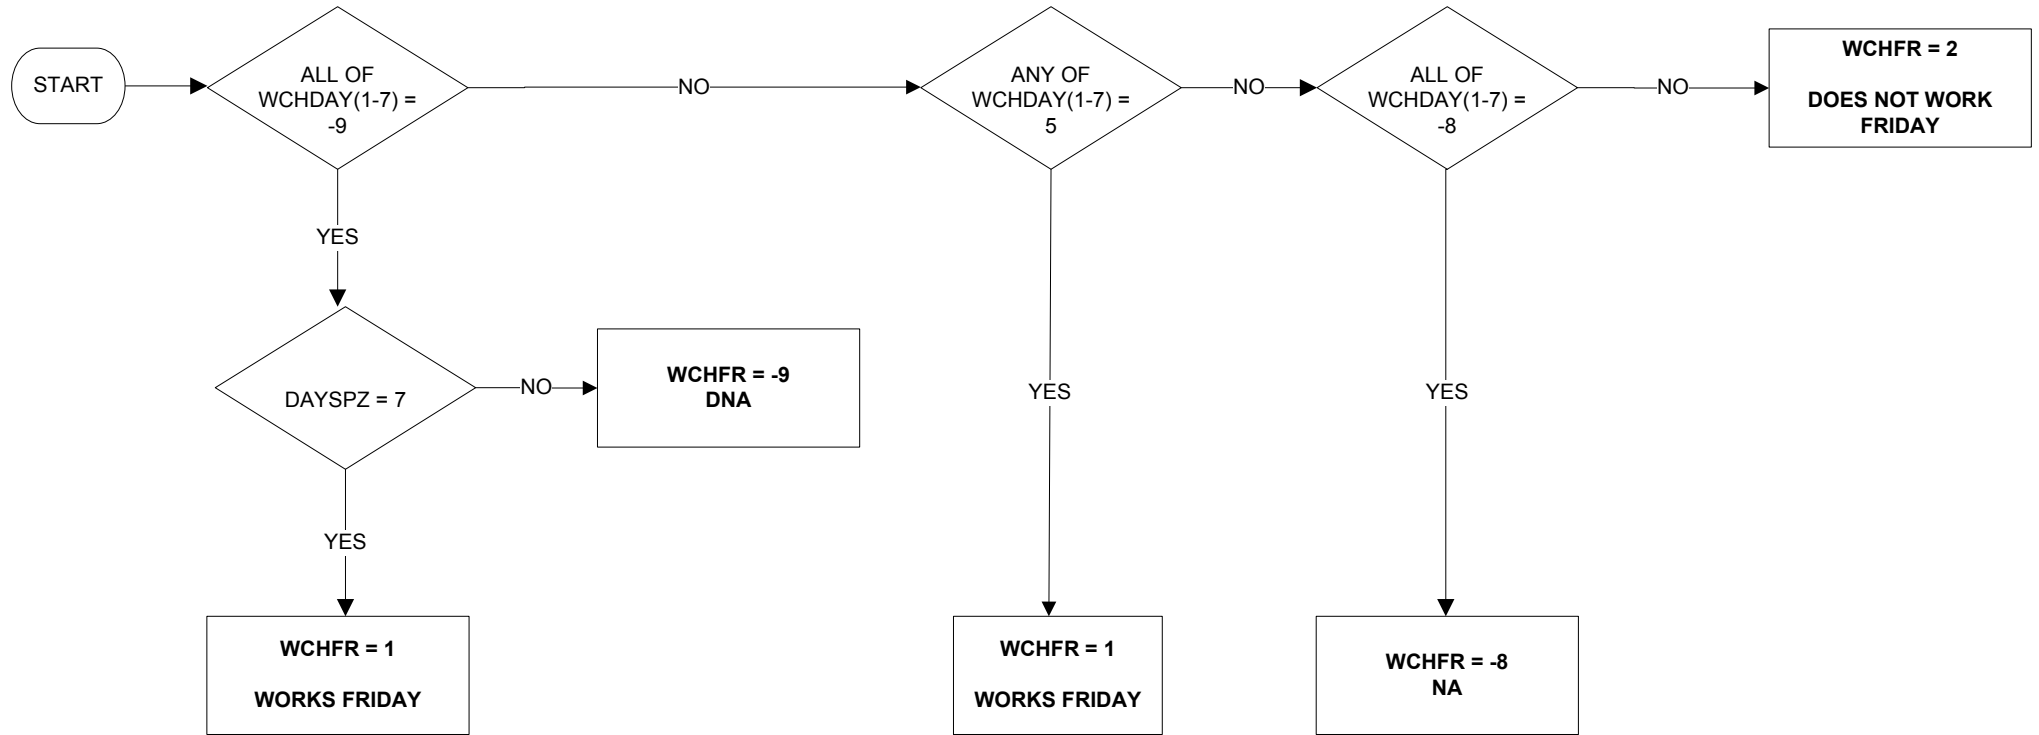 START
ALL OF
WCHDAY(1-7) =
-9
NO
ANY OF
WCHDAY(1-7) =
5
NO
ALL OF
WCHDAY(1-7) =
-8
NO
WCHFR = 2
DOES NOT WORK
FRIDAY
YES
DAYSPZ = 7
NO
WCHFR = -9
DNA
YES
YES
YES
WCHFR = 1
WORKS FRIDAY
WCHFR = 1
WORKS FRIDAY
WCHFR = -8
NA